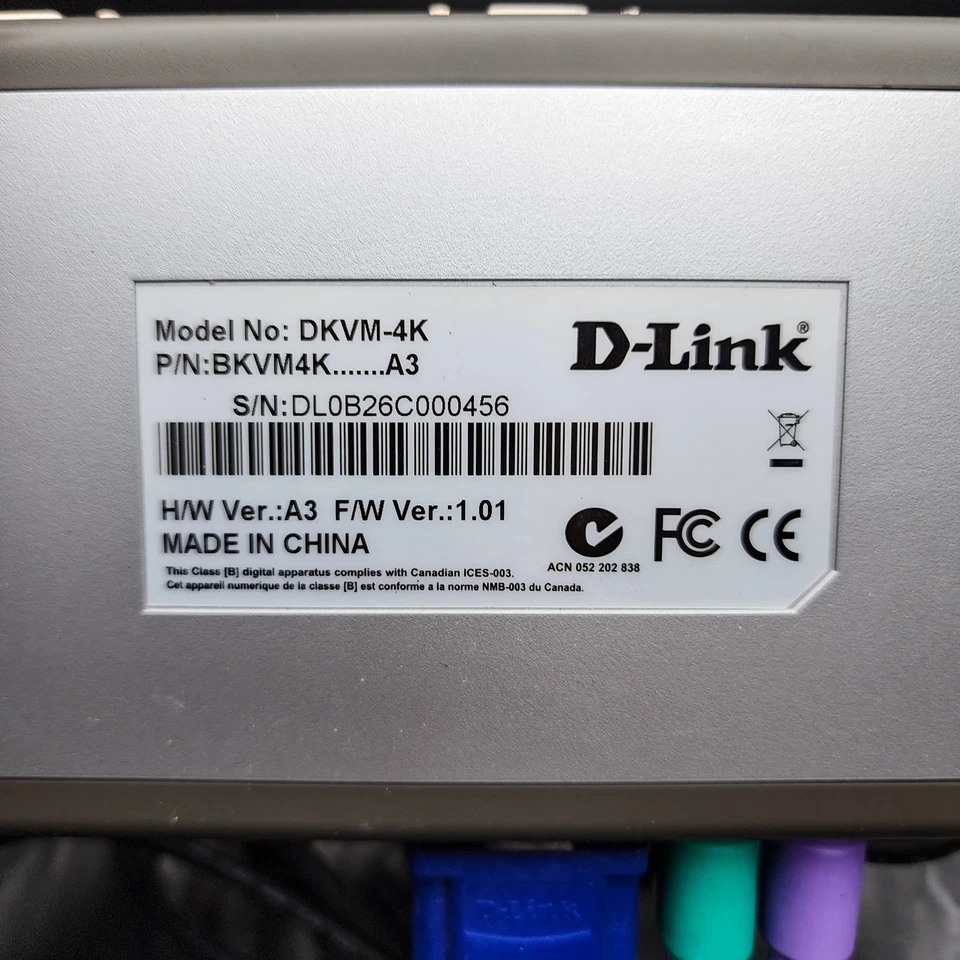 Model No: DKVM-4K
P/N:BKVM4K.......A3
D-Link®
S/N:DL0B26C000456
H/W Ver.:A3 F/W Ver.:1.01
MADE IN CHINA
FC CE
ACN 052 202 838
This Class [B] digital apparatus complies with Canadian ICES-003.
Cet appareil numerique de la classe [B] est conforme a la norme NMB-003 du Canada.
D-Link